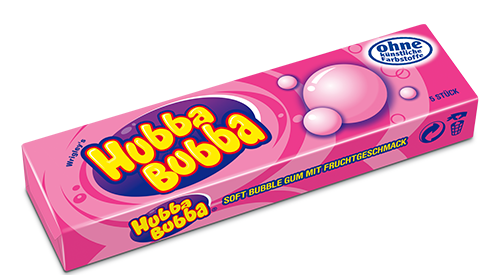 ohne
künstliche
Farbstoffe
5 STÜCK
Wrigley's
Hubba
Bubba
Hubba
Bubba
SOFT BUBBLE GUM MIT FRUCHTGESCHMACK